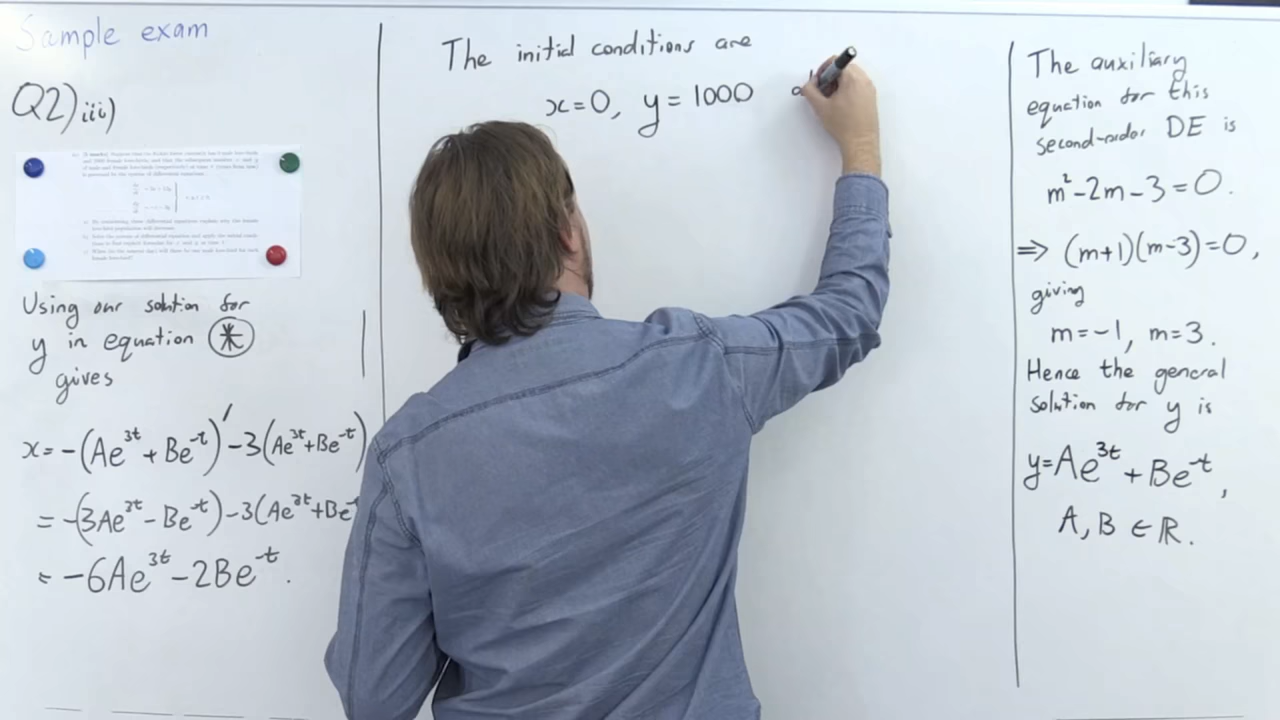 Sample exam
Q2)iii)
Using our solution for
y in equation *
gives
x=-(Ae^{3t} + Be^{-t})' - 3(Ae^{3t}+Be^{-t})
= -(3Ae^{3t} - Be^{-t}) - 3(Ae^{3t}+Be^{-t}
= -6Ae^{3t} - 2Be^{-t}.
The initial conditions are
x=0, y=1000
The auxiliary
equation for this
second-order DE is
m²-2m-3=0.
⇒ (m+1)(m-3)=0,
giving
m=-1, m=3.
Hence the general
solution for y is
y=Ae^{3t} + Be^{-t},
A, B ∈ ℝ.